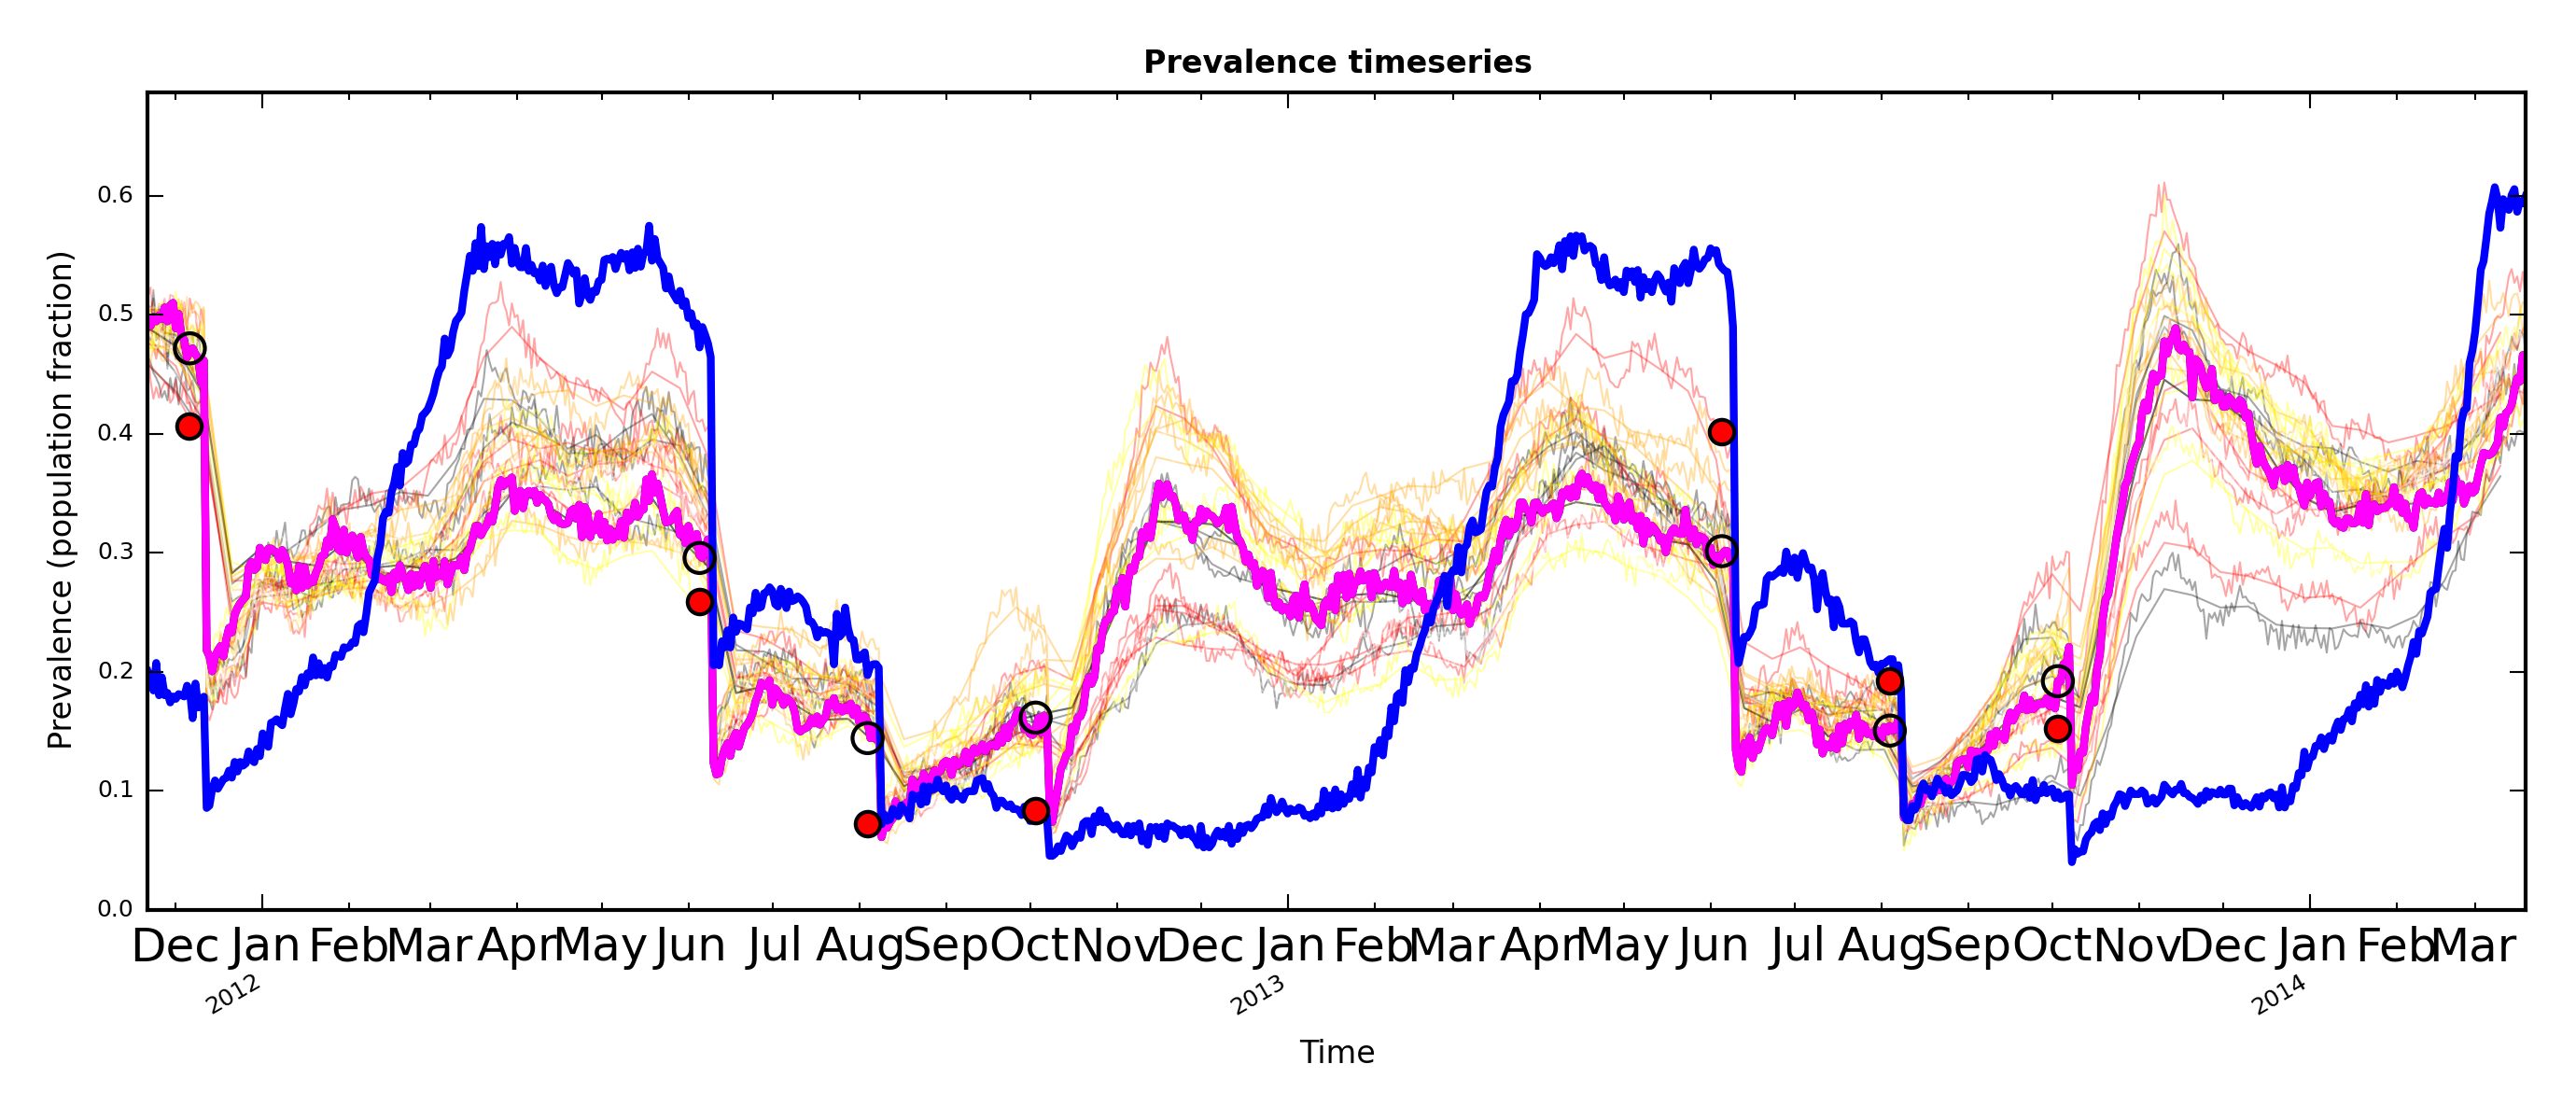 Prevalence timeseries
Prevalence (population fraction)
0.6
0.5
0.4
0.3
0.2
0.1
0.0
Dec Jan Feb Mar Apr May Jun Jul Aug Sep Oct Nov Dec Jan Feb Mar Apr May Jun Jul Aug Sep Oct Nov Dec Jan Feb Mar
2012 2013 2014
Time